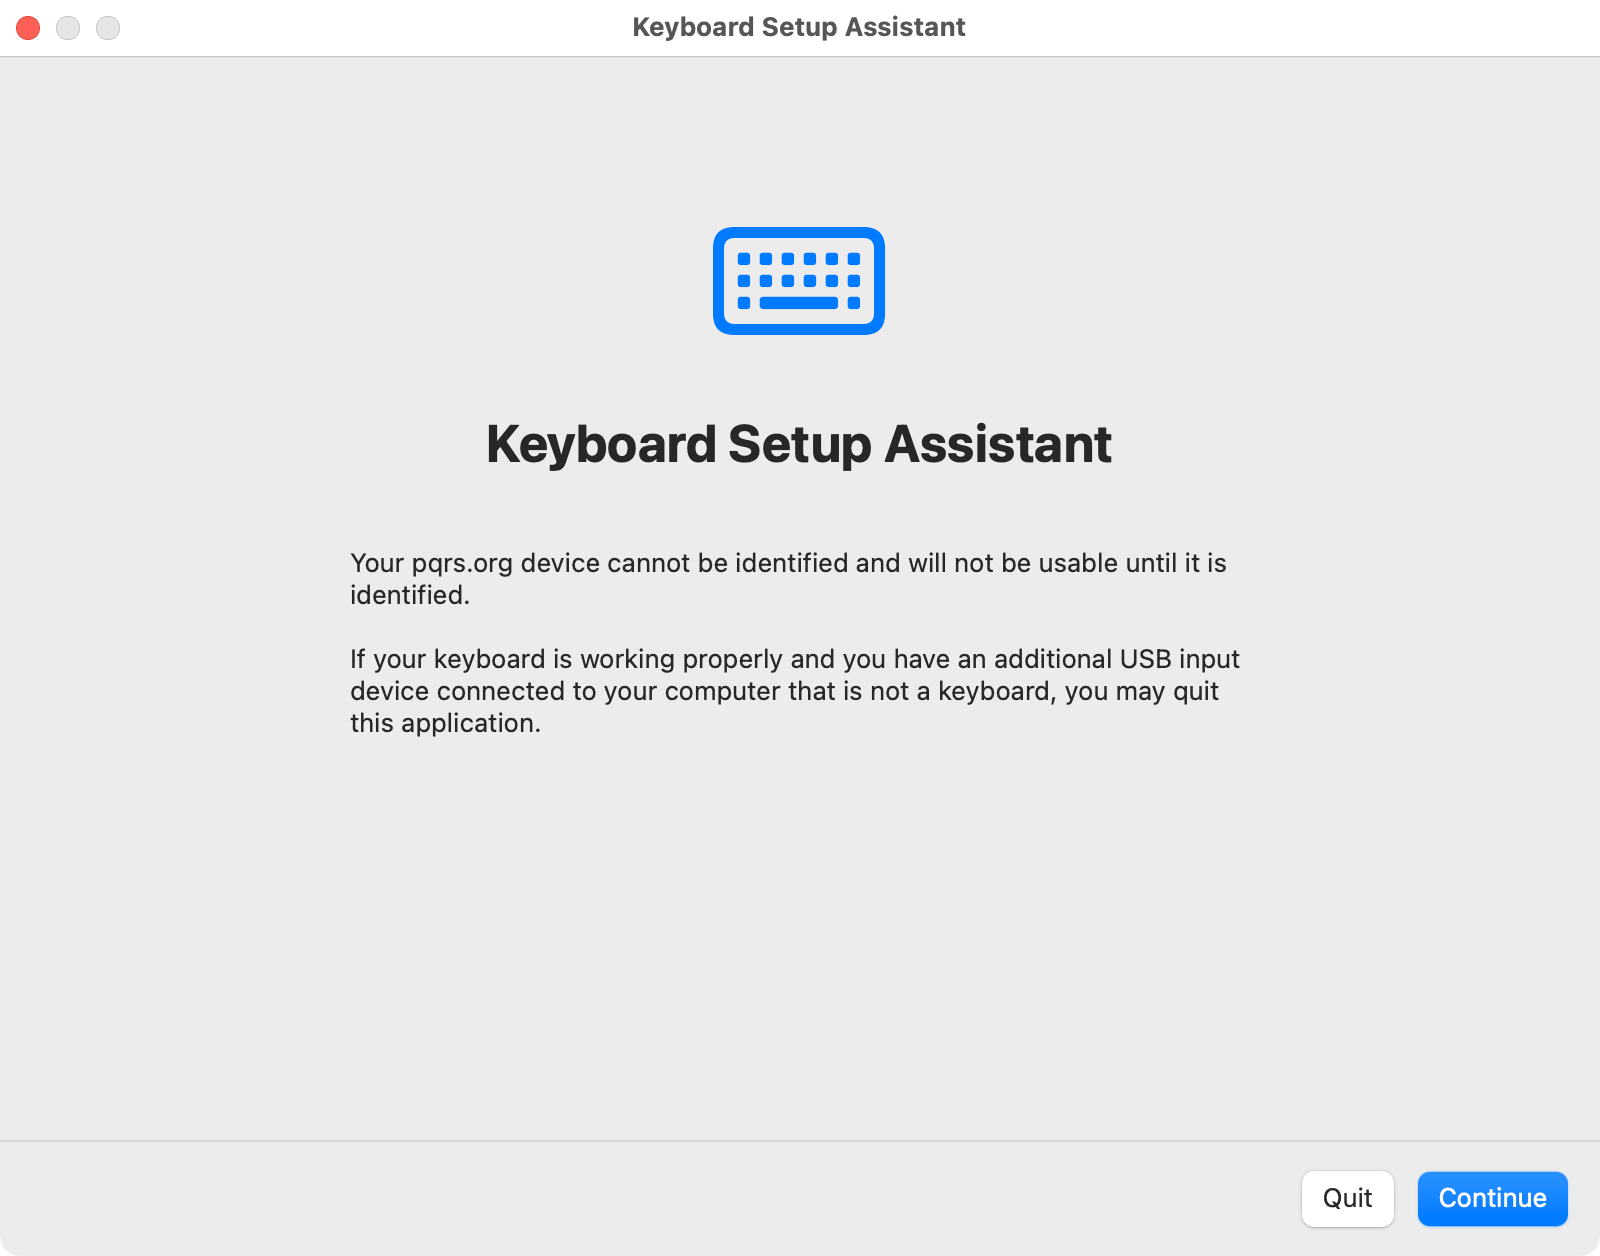 Keyboard Setup Assistant
Keyboard Setup Assistant
Your pqrs.org device cannot be identified and will not be usable until it is
identified.
If your keyboard is working properly and you have an additional USB input
device connected to your computer that is not a keyboard, you may quit
this application.
Quit
Continue